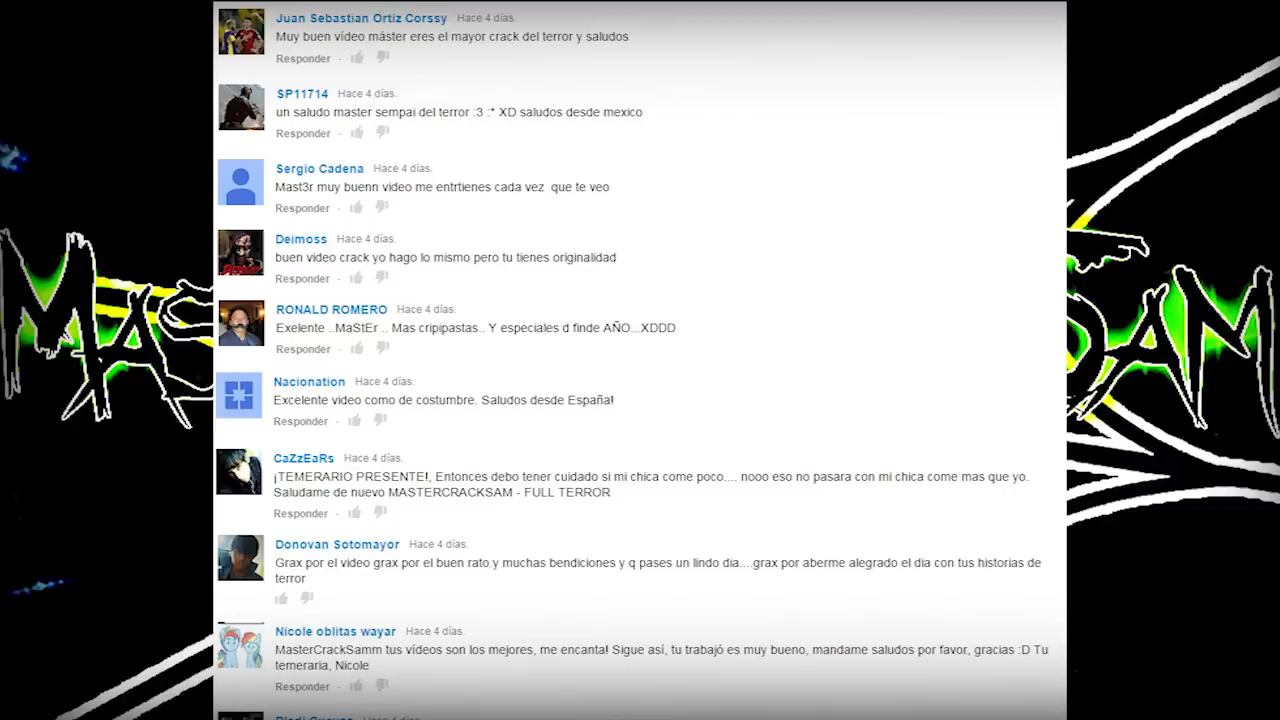 Juan Sebastian Ortiz Corssy Hace 4 días.
Muy buen vídeo máster eres el mayor crack del terror y saludos
Responder ·
SP11714 Hace 4 días.
un saludo master sempai del terror :3 :* XD saludos desde mexico
Responder ·
Sergio Cadena Hace 4 días.
Mast3r muy buenn video me entrtienes cada vez  que te veo
Responder ·
Deimoss Hace 4 días.
buen video crack yo hago lo mismo pero tu tienes originalidad
Responder ·
RONALD ROMERO Hace 4 días.
Exelente ..MaStEr .. Mas cripipastas.. Y especiales d finde AÑO...XDDD
Responder ·
Nacionation Hace 4 días.
Excelente video como de costumbre. Saludos desde España!
Responder ·
CaZzEaRs Hace 4 días.
¡TEMERARIO PRESENTE!, Entonces debo tener cuidado si mi chica come poco.... nooo eso no pasara con mi chica come mas que yo.
Saludame de nuevo MASTERCRACKSAM - FULL TERROR
Responder ·
Donovan Sotomayor Hace 4 días.
Grax por el video grax por el buen rato.y muchas bendiciones y q pases un lindo dia....grax por aberme alegrado el dia con tus historias de
terror
Nicole oblitas wayar Hace 4 días.
MasterCrackSamm tus vídeos son los mejores, me encanta! Sigue así, tu trabajó es muy bueno, mandame saludos por favor, gracias :D Tu
temeraria, Nicole
Responder ·